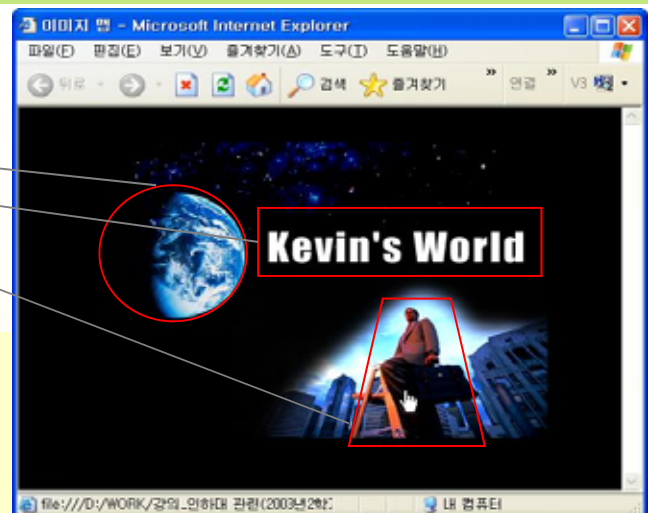 이미지 맵 - Microsoft Internet Explorer
파일(F) 편집(E) 보기(V) 즐겨찾기(A) 도구(T) 도움말(H)
뒤로 검색 즐겨찾기 » 연결 » V3
Kevin's World
file:///D:/WORK/강의_인하대 관련(2003년2학기 내 컴퓨터